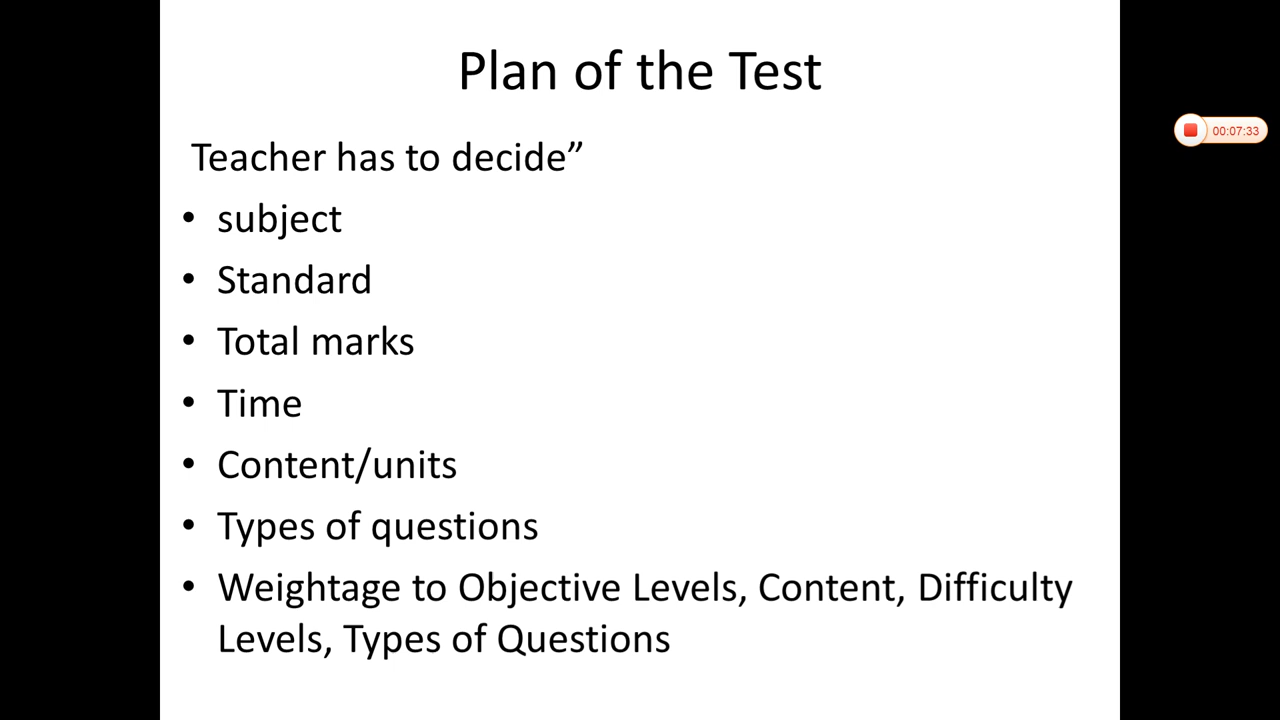 Plan of the Test
Teacher has to decide”
• subject
• Standard
• Total marks
• Time
• Content/units
• Types of questions
• Weightage to Objective Levels, Content, Difficulty
Levels, Types of Questions
00:07:33